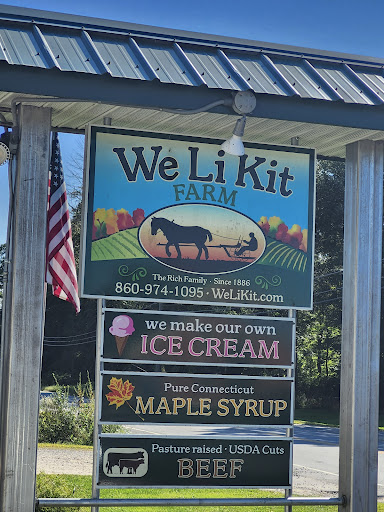 We Li Kit
FARM
The Rich Family · Since 1886
860-974-1095 · WeLiKit.com
we make our own
ICE CREAM
Pure Connecticut
MAPLE SYRUP
Pasture raised · USDA Cuts
BEEF